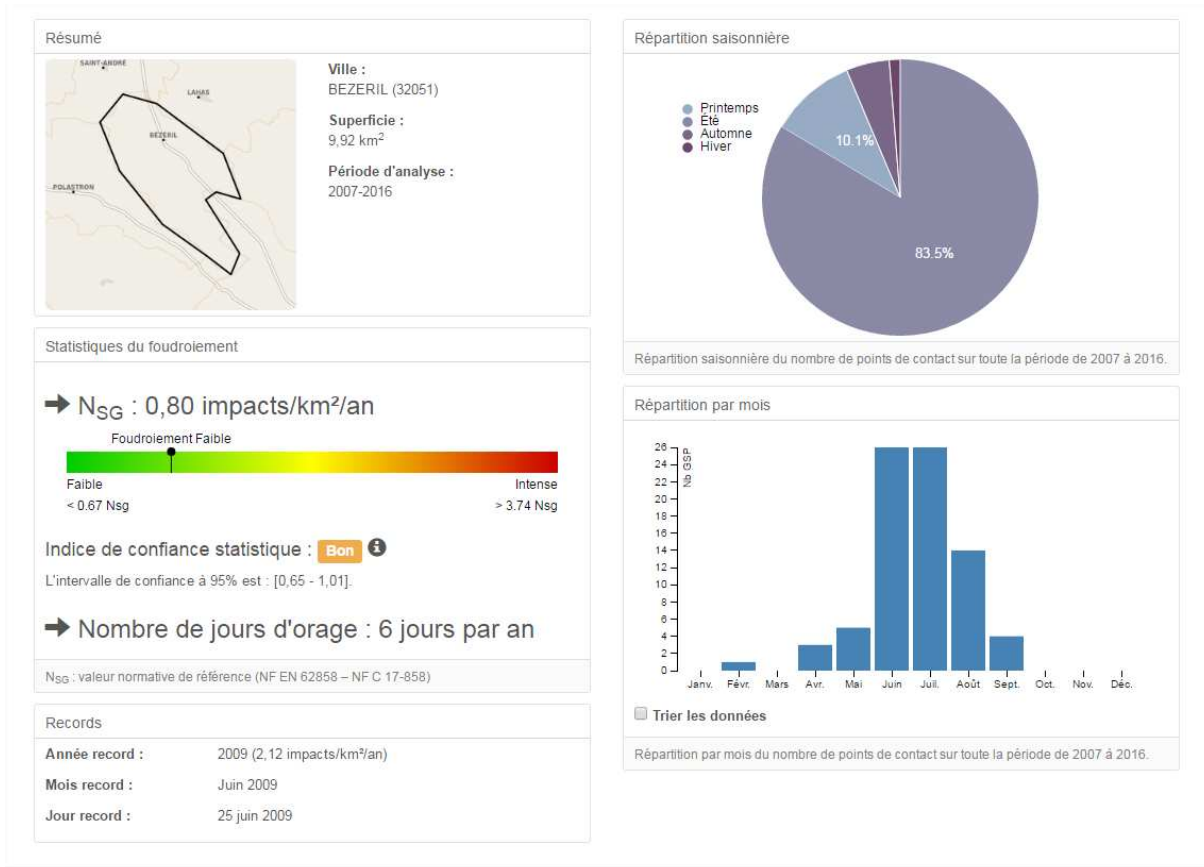 Résumé
SAINT-ANDRE
LAHAS
BEZERIL
POLASTRON
Ville :
BEZERIL (32051)
Superficie :
9,92 km²
Période d'analyse :
2007-2016
Statistiques du foudroiement
N_SG : 0,80 impacts/km²/an
Foudroiement Faible
Faible
Intense
< 0.67 Nsg
> 3.74 Nsg
Indice de confiance statistique : Bon
L'intervalle de confiance à 95% est : [0,65 - 1,01].
Nombre de jours d'orage : 6 jours par an
N_SG : valeur normative de référence (NF EN 62858 – NF C 17-858)
Records
Année record : 2009 (2,12 impacts/km²/an)
Mois record : Juin 2009
Jour record : 25 juin 2009
Répartition saisonnière
Printemps
Été
Automne
Hiver
10.1%
83.5%
Répartition saisonnière du nombre de points de contact sur toute la période de 2007 à 2016.
Répartition par mois
Nb GSP
26
24
22
20
18
16
14
12
10
8
6
4
2
0
Janv. Févr. Mars Avr. Mai Juin Juil. Août Sept. Oct. Nov. Déc.
Trier les données
Répartition par mois du nombre de points de contact sur toute la période de 2007 à 2016.